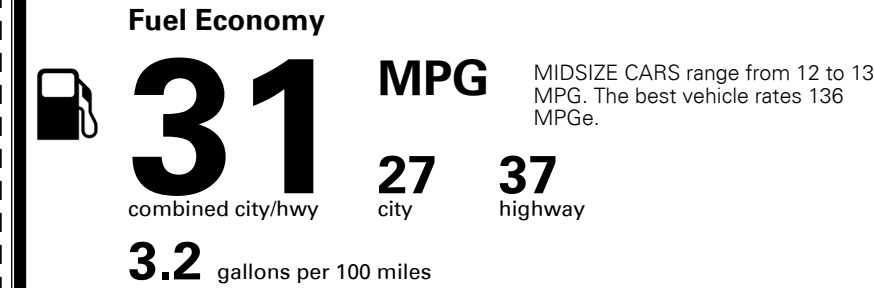 Fuel Economy
31 MPG
MIDSIZE CARS range from 12 to 13
MPG. The best vehicle rates 136
MPGe.
27 37
combined city/hwy city highway
3.2 gallons per 100 miles